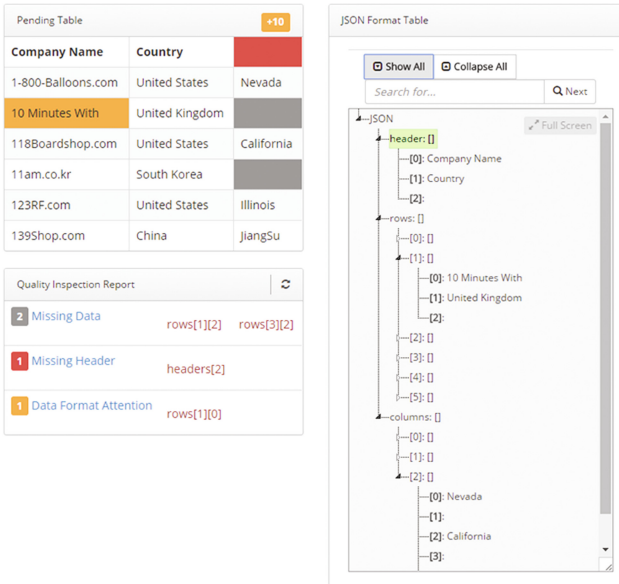 Pending Table
+10
Company Name Country
1-800-Balloons.com United States Nevada
10 Minutes With United Kingdom
118Boardshop.com United States California
11am.co.kr South Korea
123RF.com United States Illinois
139Shop.com China JiangSu
Quality Inspection Report
2 Missing Data rows[1][2] rows[3][2]
1 Missing Header headers[2]
1 Data Format Attention rows[1][0]
JSON Format Table
Show All Collapse All
Search for... Next
JSON
Full Screen
header: []
[0]: Company Name
[1]: Country
[2]:
rows: []
[0]: []
[1]: []
[0]: 10 Minutes With
[1]: United Kingdom
[2]:
[2]: []
[3]: []
[4]: []
[5]: []
columns: []
[0]: []
[1]: []
[2]: []
[0]: Nevada
[1]:
[2]: California
[3]: